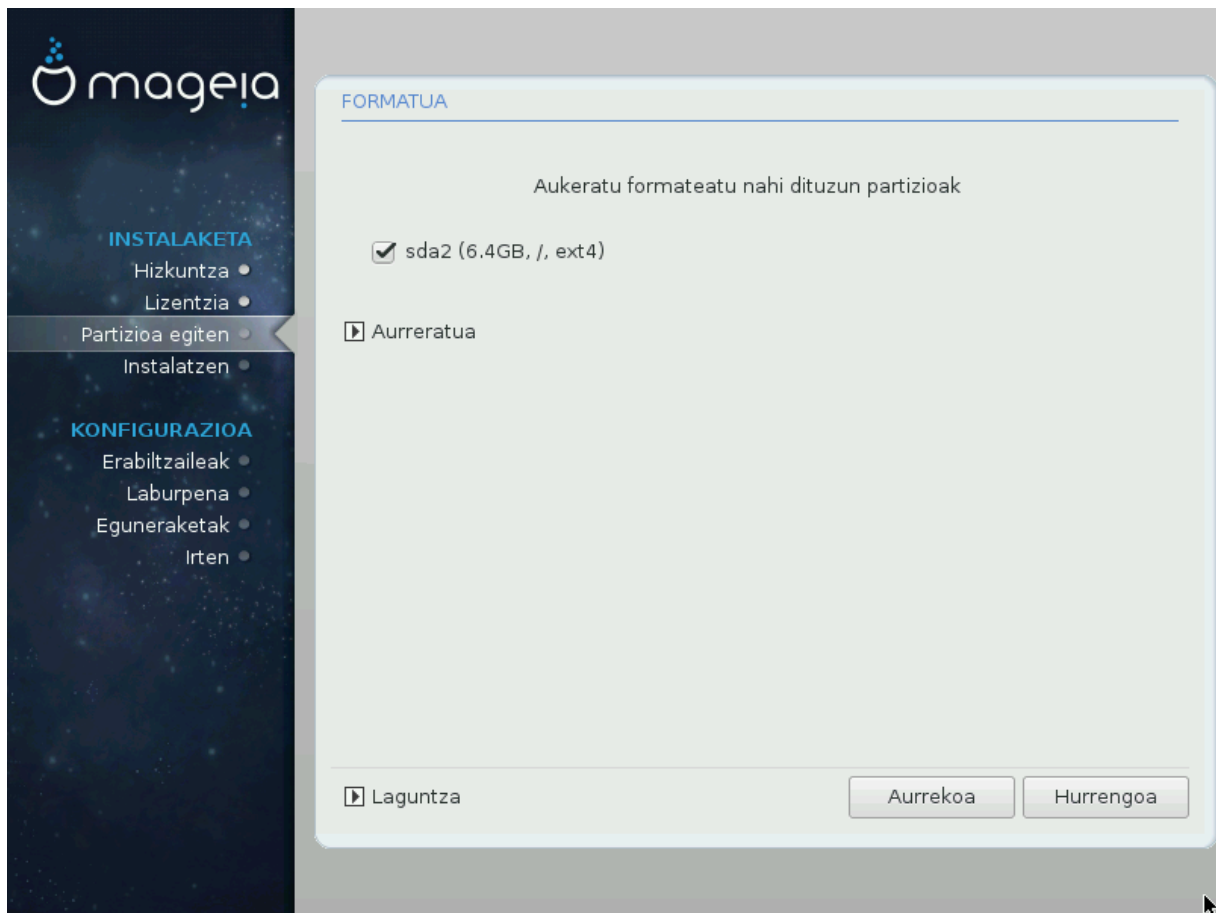 mageia
INSTALAKETA
Hizkuntza
Lizentzia
Partizioa egiten
Instalatzen
KONFIGURAZIOA
Erabiltzaileak
Laburpena
Eguneraketak
Irten
FORMATUA
Aukeratu formateatu nahi dituzun partizioak
sda2 (6.4GB, /, ext4)
Aurreratua
Laguntza
Aurrekoa
Hurrengoa